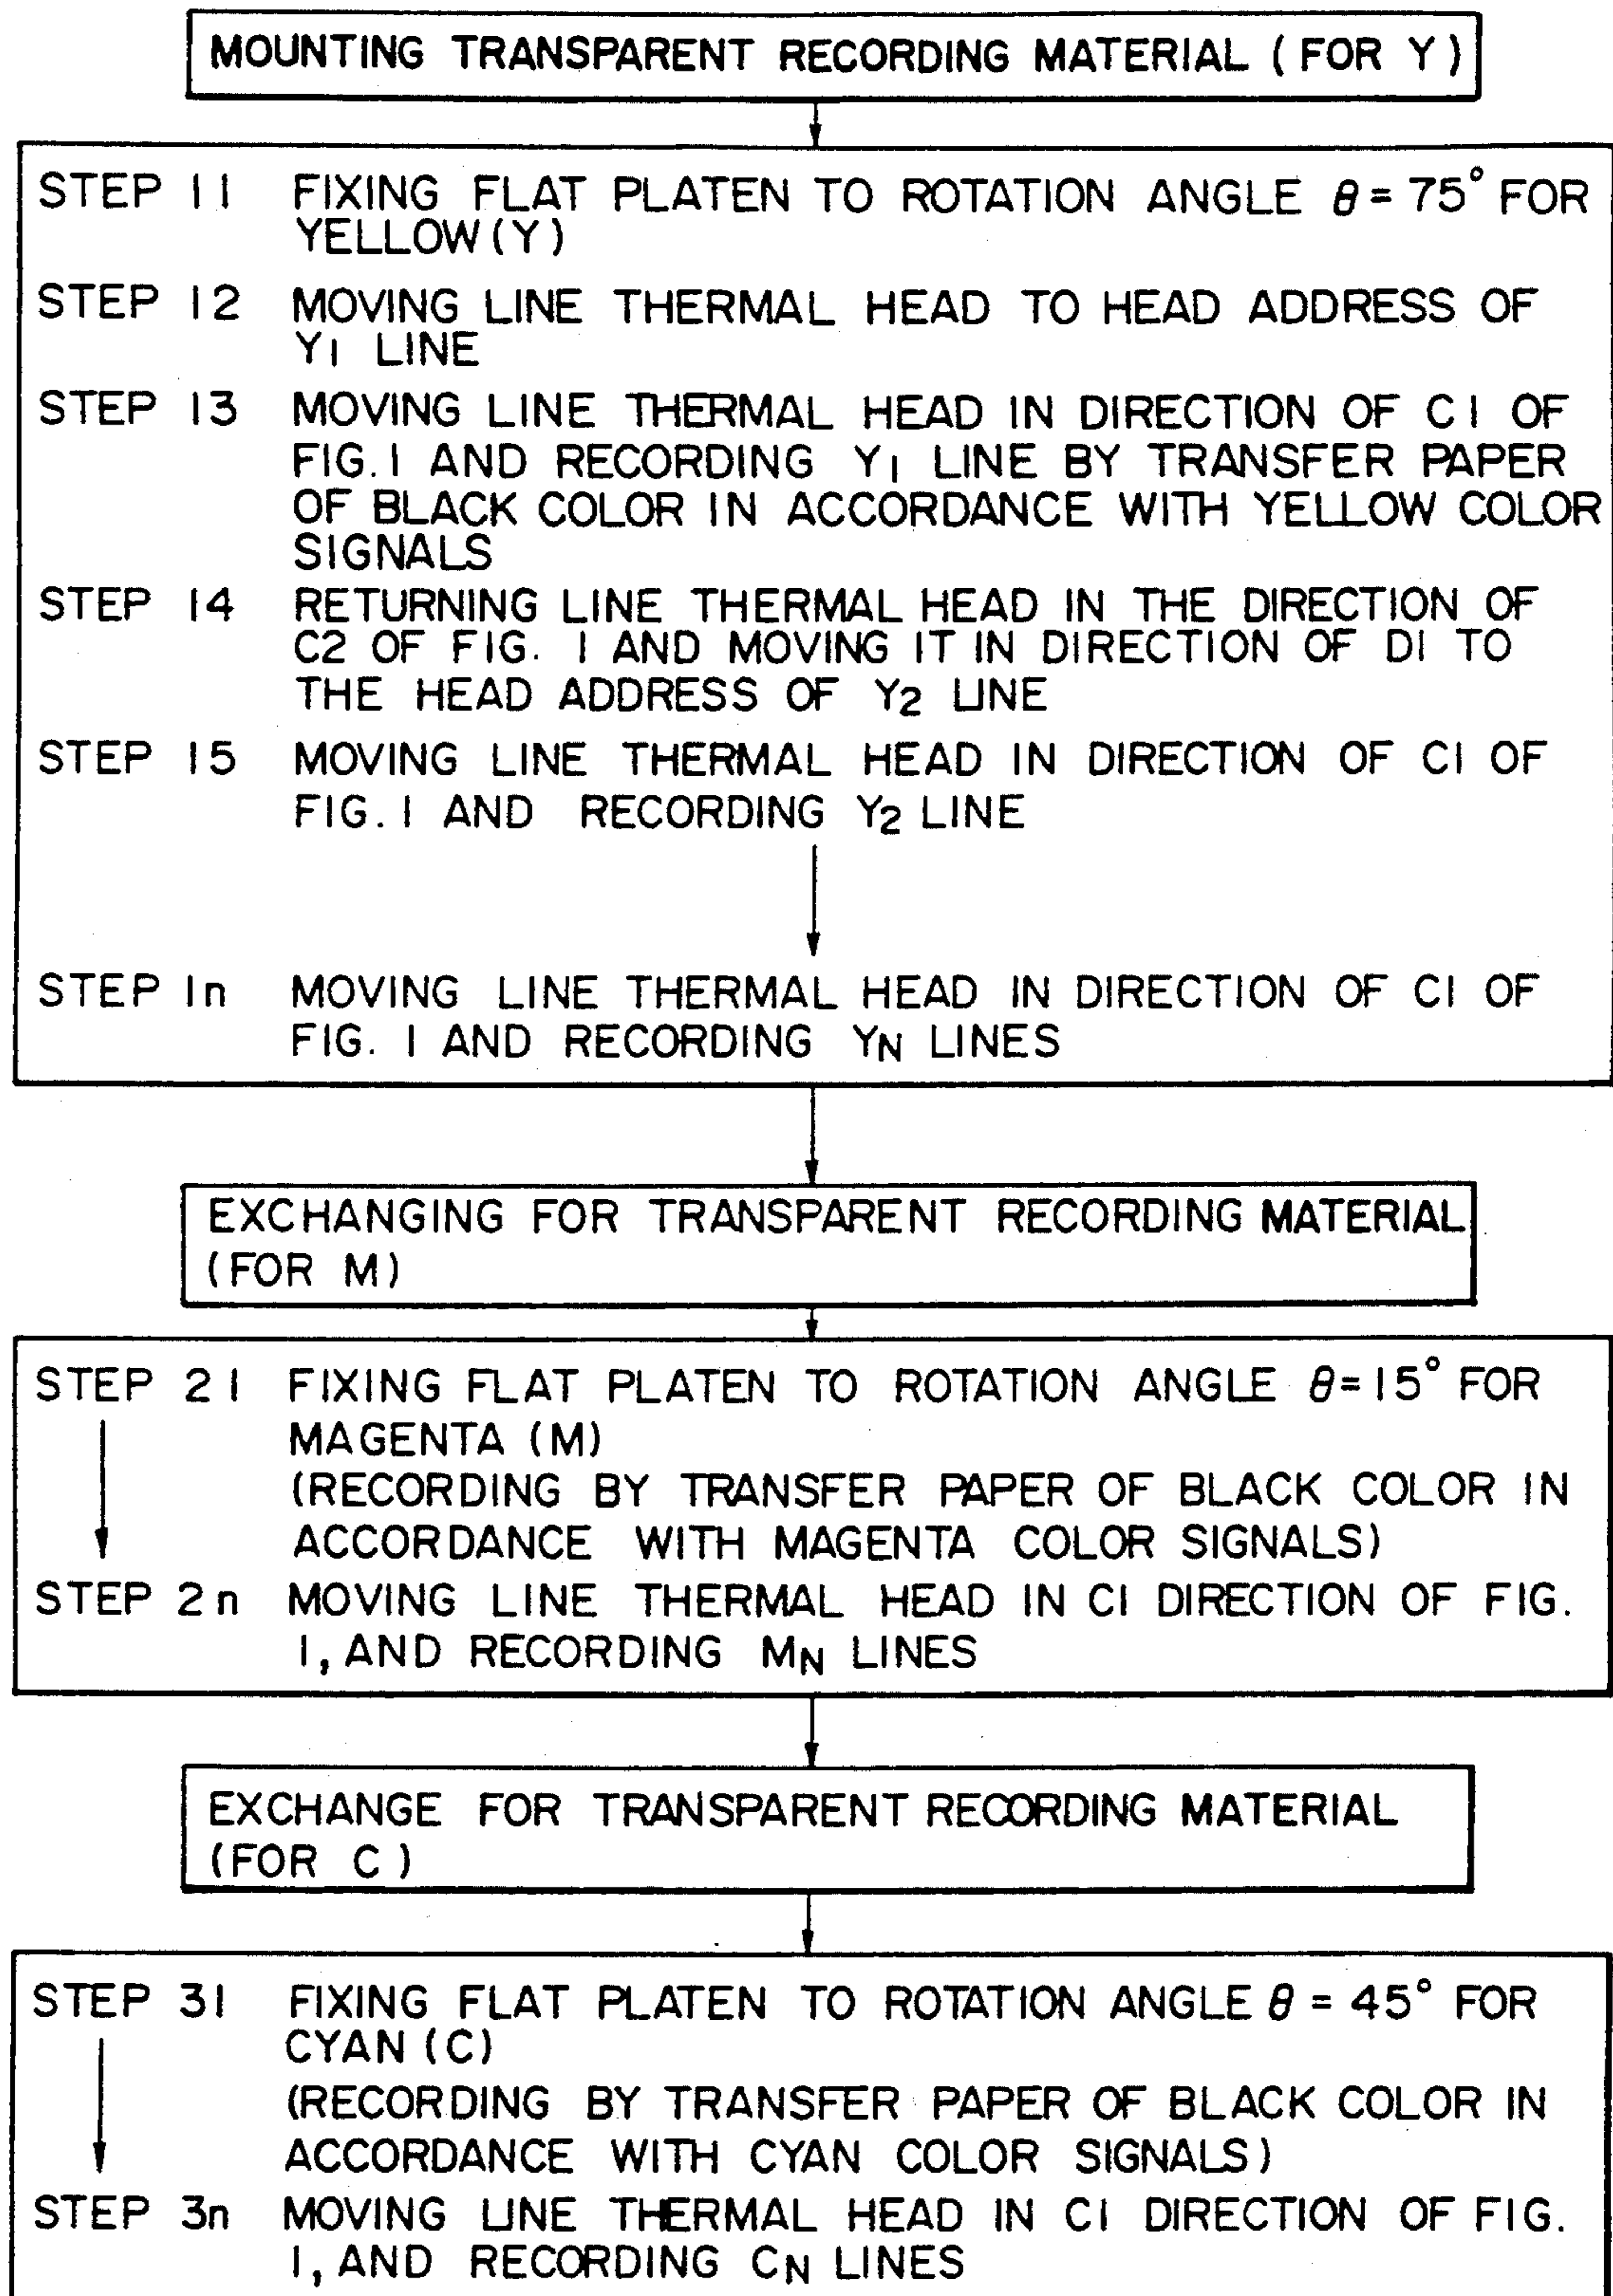 MOUNTING TRANSPARENT RECORDING MATERIAL (FOR Y)
STEP 11 FIXING FLAT PLATEN TO ROTATION ANGLE θ = 75° FOR
YELLOW (Y)
STEP 12 MOVING LINE THERMAL HEAD TO HEAD ADDRESS OF
Y1 LINE
STEP 13 MOVING LINE THERMAL HEAD IN DIRECTION OF C1 OF
FIG. 1 AND RECORDING Y1 LINE BY TRANSFER PAPER
OF BLACK COLOR IN ACCORDANCE WITH YELLOW COLOR
SIGNALS
STEP 14 RETURNING LINE THERMAL HEAD IN THE DIRECTION OF
C2 OF FIG. 1 AND MOVING IT IN DIRECTION OF D1 TO
THE HEAD ADDRESS OF Y2 LINE
STEP 15 MOVING LINE THERMAL HEAD IN DIRECTION OF C1 OF
FIG. 1 AND RECORDING Y2 LINE
STEP 1n MOVING LINE THERMAL HEAD IN DIRECTION OF C1 OF
FIG. 1 AND RECORDING YN LINES
EXCHANGING FOR TRANSPARENT RECORDING MATERIAL
(FOR M)
STEP 21 FIXING FLAT PLATEN TO ROTATION ANGLE θ = 15° FOR
MAGENTA (M)
(RECORDING BY TRANSFER PAPER OF BLACK COLOR IN
ACCORDANCE WITH MAGENTA COLOR SIGNALS)
STEP 2n MOVING LINE THERMAL HEAD IN C1 DIRECTION OF FIG.
1, AND RECORDING MN LINES
EXCHANGE FOR TRANSPARENT RECORDING MATERIAL
(FOR C)
STEP 31 FIXING FLAT PLATEN TO ROTATION ANGLE θ = 45° FOR
CYAN (C)
(RECORDING BY TRANSFER PAPER OF BLACK COLOR IN
ACCORDANCE WITH CYAN COLOR SIGNALS)
STEP 3n MOVING LINE THERMAL HEAD IN C1 DIRECTION OF FIG.
1, AND RECORDING CN LINES